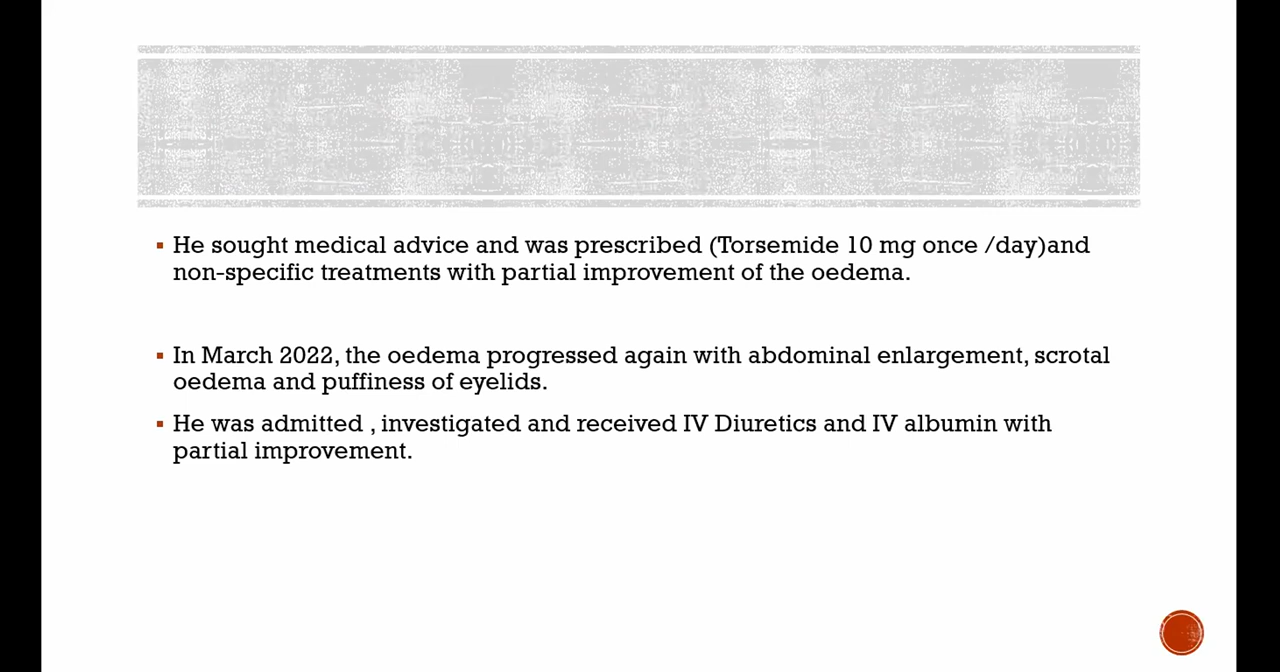 He sought medical advice and was prescribed (Torsemide 10 mg once /day)and
non-specific treatments with partial improvement of the oedema.
In March 2022, the oedema progressed again with abdominal enlargement, scrotal
oedema and puffiness of eyelids.
He was admitted , investigated and received IV Diuretics and IV albumin with
partial improvement.